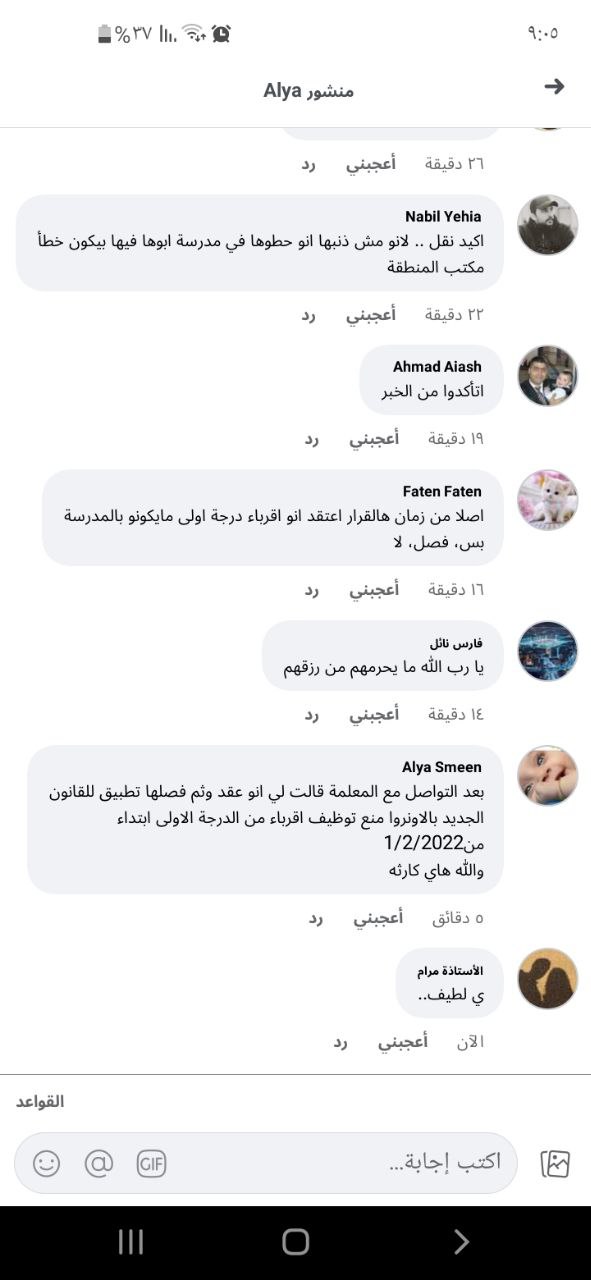 ٩:٠٥
٣٧%
منشور Alya
٢٦ دقيقة أعجبني رد
Nabil Yehia
اكيد نقل .. لانو مش ذنبها انو حطوها في مدرسة ابوها فيها بيكون خطأ
مكتب المنطقة
٢٢ دقيقة أعجبني رد
Ahmad Aiash
اتأكدوا من الخبر
١٩ دقيقة أعجبني رد
Faten Faten
اصلا من زمان هالقرار اعتقد انو اقرباء درجة اولى مايكونو بالمدرسة
بس، فصل، لا
١٦ دقيقة أعجبني رد
فارس نائل
يا رب الله ما يحرمهم من رزقهم
١٤ دقيقة أعجبني رد
Alya Smeen
بعد التواصل مع المعلمة قالت لي انو عقد وثم فصلها تطبيق للقانون
الجديد بالاونروا منع توظيف اقرباء من الدرجة الاولى ابتداء
من1/2/2022
والله هاي كارثه
٥ دقائق أعجبني رد
الأستاذة مرام
ي لطيف..
الآن أعجبني رد
القواعد
اكتب إجابة...
GIF